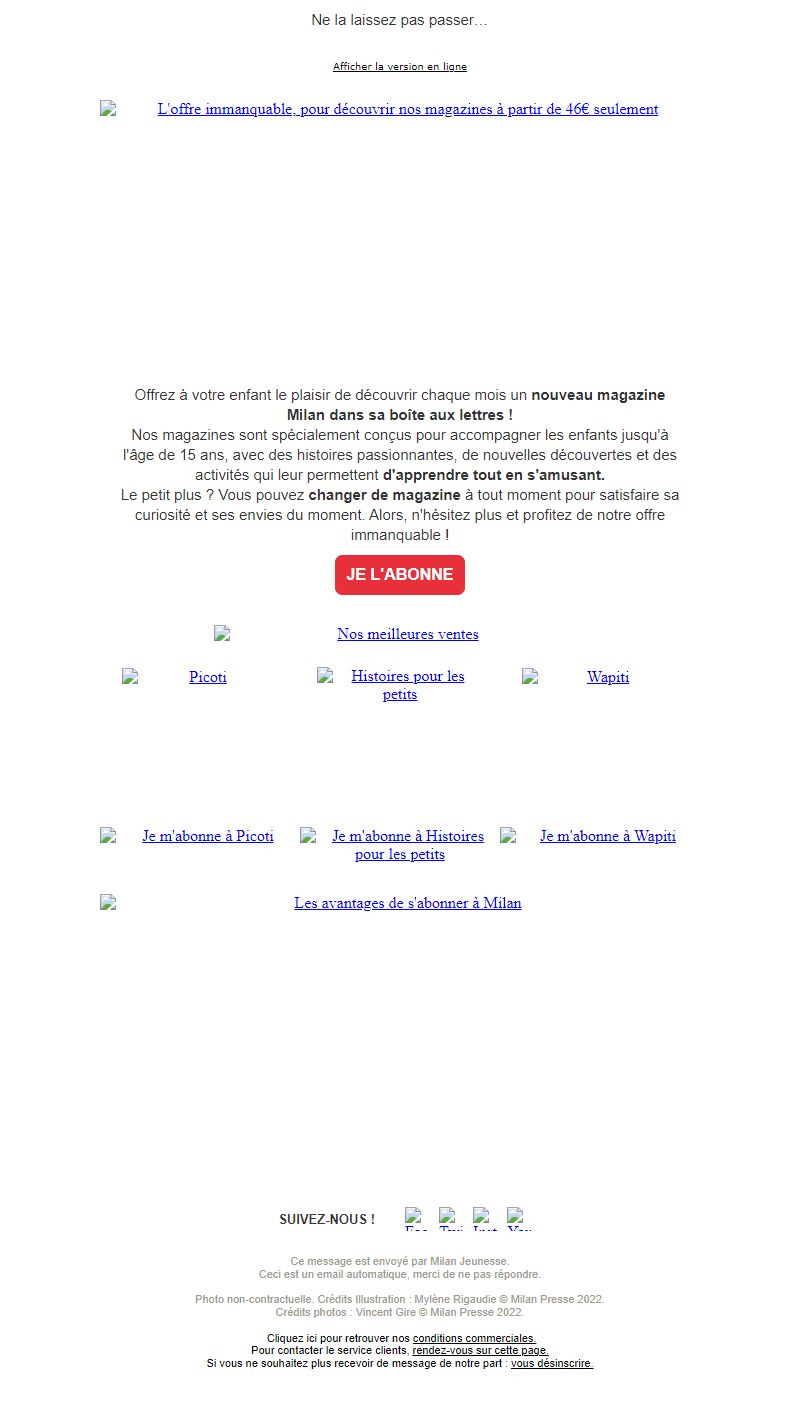 Ne la laissez pas passer…
Afficher la version en ligne
L'offre immanquable, pour découvrir nos magazines à partir de 46€ seulement
Offrez à votre enfant le plaisir de découvrir chaque mois un nouveau magazine
Milan dans sa boîte aux lettres !
Nos magazines sont spécialement conçus pour accompagner les enfants jusqu'à
l'âge de 15 ans, avec des histoires passionnantes, de nouvelles découvertes et des
activités qui leur permettent d'apprendre tout en s'amusant.
Le petit plus ? Vous pouvez changer de magazine à tout moment pour satisfaire sa
curiosité et ses envies du moment. Alors, n'hésitez plus et profitez de notre offre
immanquable !
JE L'ABONNE
Nos meilleures ventes
Picoti
Histoires pour les
petits
Wapiti
Je m'abonne à Picoti
Je m'abonne à Histoires
pour les petits
Je m'abonne à Wapiti
Les avantages de s'abonner à Milan
SUIVEZ-NOUS !
Ce message est envoyé par Milan Jeunesse.
Ceci est un email automatique, merci de ne pas répondre.
Photo non-contractuelle. Crédits Illustration : Mylène Rigaudie © Milan Presse 2022.
Crédits photos : Vincent Gire © Milan Presse 2022.
Cliquez ici pour retrouver nos conditions commerciales.
Pour contacter le service clients, rendez-vous sur cette page.
Si vous ne souhaitez plus recevoir de message de notre part : vous désinscrire.